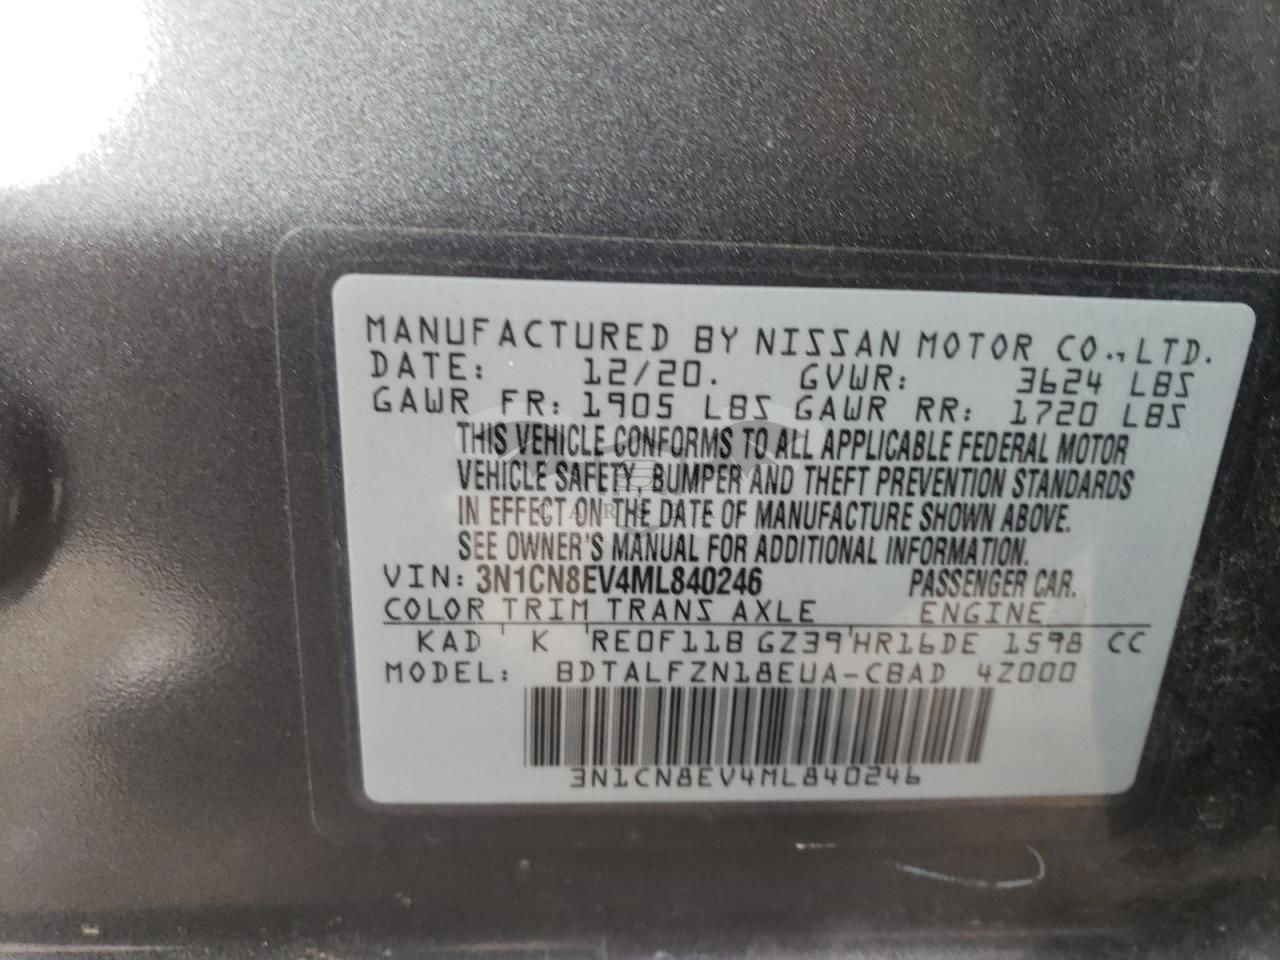 MANUFACTURED BY NISSAN MOTOR CO., LTD.
DATE: 12/20. GVWR: 3624 LBS
GAWR FR: 1905 LBS GAWR RR: 1720 LBS
THIS VEHICLE CONFORMS TO ALL APPLICABLE FEDERAL MOTOR
VEHICLE SAFETY, BUMPER AND THEFT PREVENTION STANDARDS
IN EFFECT ON THE DATE OF MANUFACTURE SHOWN ABOVE.
SEE OWNER'S MANUAL FOR ADDITIONAL INFORMATION.
VIN: 3N1CN8EV4ML840246 PASSENGER CAR.
COLOR TRIM TRANS AXLE ENGINE
KAD K RE0F11B GZ39 HR16DE 1598 CC
MODEL: BDTALFZN18EUA-CBAD 4Z000
3N1CN8EV4ML840246